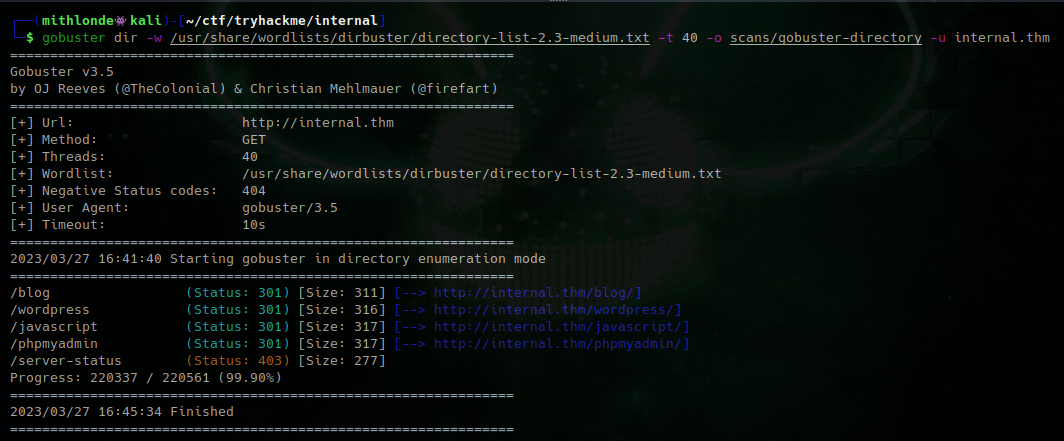 ┌──(mithlonde👾kali)-[~/ctf/tryhackme/internal]
└─$ gobuster dir -w /usr/share/wordlists/dirbuster/directory-list-2.3-medium.txt -t 40 -o scans/gobuster-directory -u internal.thm
===============================================================
Gobuster v3.5
by OJ Reeves (@TheColonial) & Christian Mehlmauer (@firefart)
===============================================================
[+] Url:                     http://internal.thm
[+] Method:                  GET
[+] Threads:                 40
[+] Wordlist:                /usr/share/wordlists/dirbuster/directory-list-2.3-medium.txt
[+] Negative Status codes:   404
[+] User Agent:              gobuster/3.5
[+] Timeout:                 10s
===============================================================
2023/03/27 16:41:40 Starting gobuster in directory enumeration mode
===============================================================
/blog                 (Status: 301) [Size: 311] [--> http://internal.thm/blog/]
/wordpress            (Status: 301) [Size: 316] [--> http://internal.thm/wordpress/]
/javascript           (Status: 301) [Size: 317] [--> http://internal.thm/javascript/]
/phpmyadmin           (Status: 301) [Size: 317] [--> http://internal.thm/phpmyadmin/]
/server-status        (Status: 403) [Size: 277]
Progress: 220337 / 220561 (99.90%)
===============================================================
2023/03/27 16:45:34 Finished
===============================================================